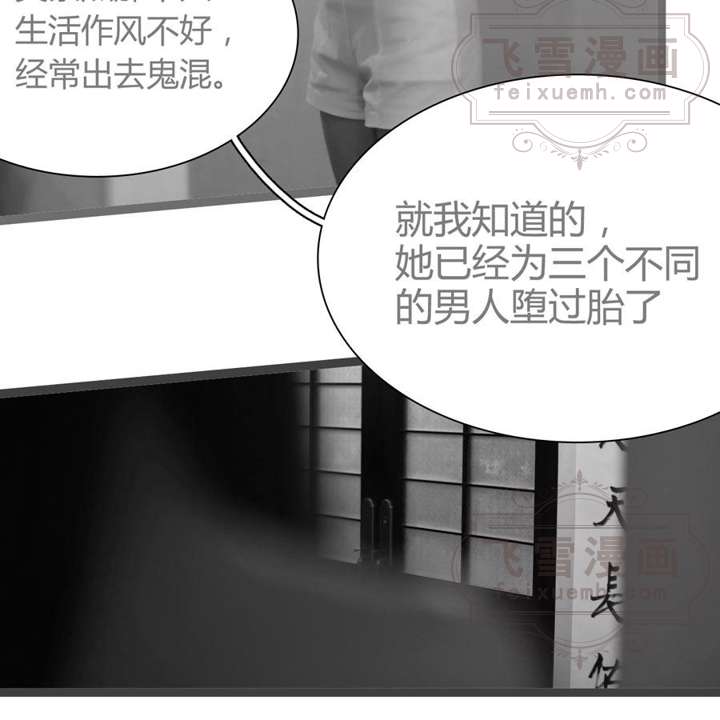 生活作风不好，
经常出去鬼混。
飞雪漫画
feixuemh.com
就我知道的，
她已经为三个不同
的男人堕过胎了
天
長
飞雪漫画
feixuemh.com